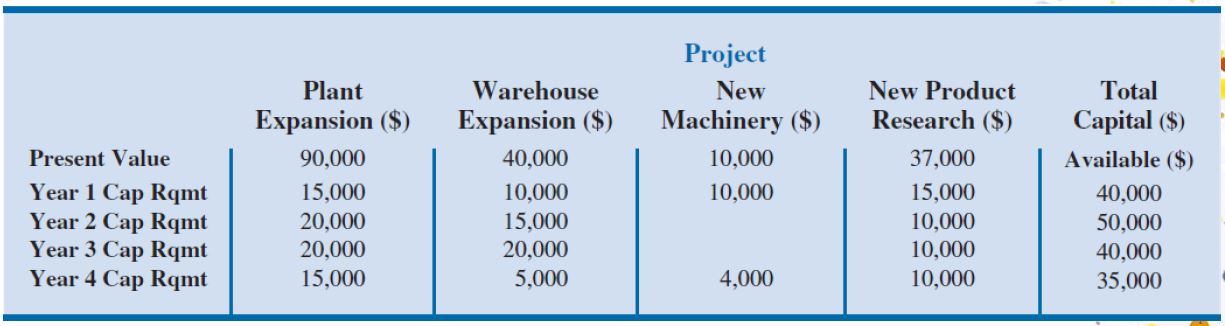 Project
Plant Warehouse New New Product Total
Expansion ($) Expansion ($) Machinery ($) Research ($) Capital ($)
Present Value 90,000 40,000 10,000 37,000 Available ($)
Year 1 Cap Rqmt 15,000 10,000 10,000 15,000 40,000
Year 2 Cap Rqmt 20,000 15,000 10,000 50,000
Year 3 Cap Rqmt 20,000 20,000 10,000 40,000
Year 4 Cap Rqmt 15,000 5,000 4,000 10,000 35,000